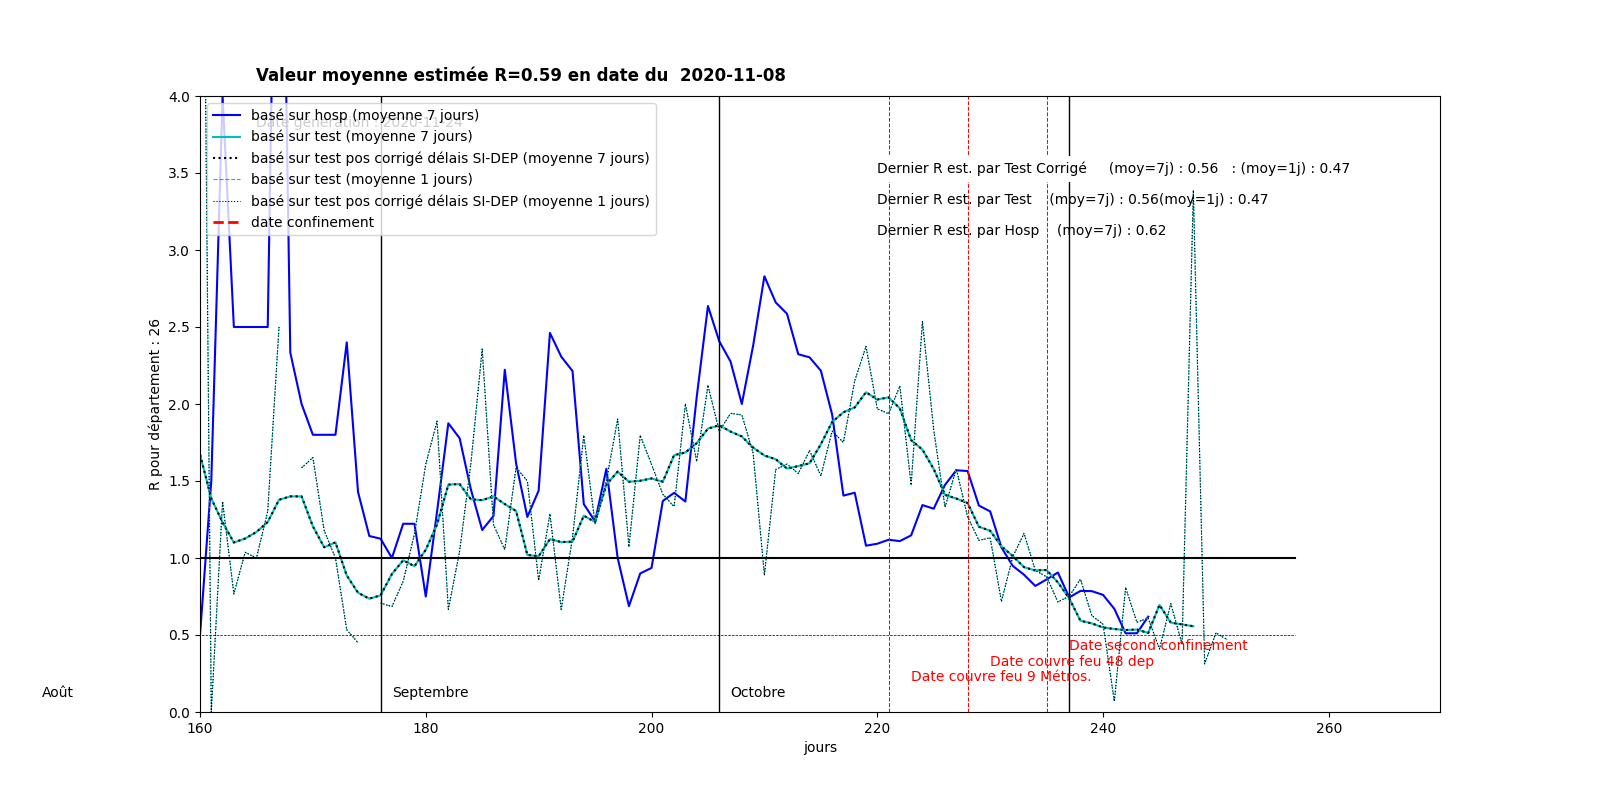 Valeur moyenne estimée R=0.59 en date du  2020-11-08
4.0
basé sur hosp (moyenne 7 jours)
Date génération : 2020-11-24
basé sur test (moyenne 7 jours)
basé sur test pos corrigé délais SI-DEP (moyenne 7 jours)
basé sur test (moyenne 1 jours)
basé sur test pos corrigé délais SI-DEP (moyenne 1 jours)
date confinement
Dernier R est. par Test Corrigé     (moy=7j) : 0.56   : (moy=1j) : 0.47
Dernier R est. par Test    (moy=7j) : 0.56(moy=1j) : 0.47
Dernier R est. par Hosp    (moy=7j) : 0.62
3.5
3.0
2.5
2.0
1.5
1.0
0.5
0.0
R pour département : 26
Date second confinement
Date couvre feu 48 dep
Date couvre feu 9 Métros.
Août
Septembre
Octobre
160
180
200
220
240
260
jours